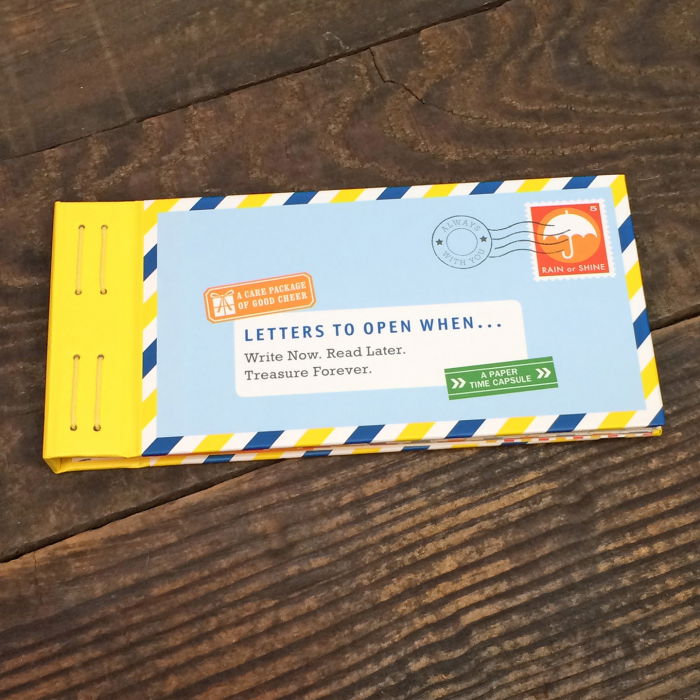 ALWAYS
WITH YOU
5
RAIN or SHINE
A CARE PACKAGE
OF GOOD CHEER
LETTERS TO OPEN WHEN...
Write Now. Read Later.
Treasure Forever.
A PAPER
TIME CAPSULE